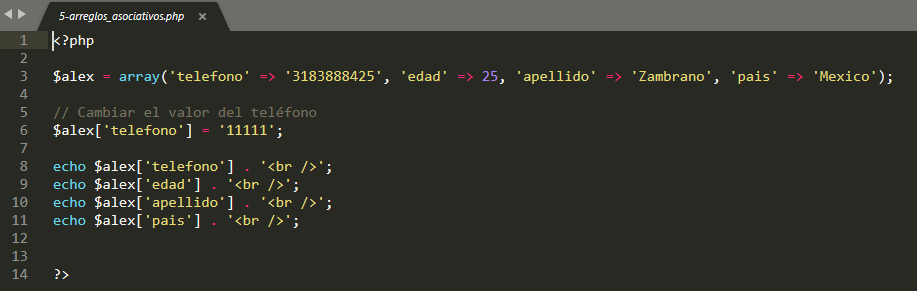 5-arreglos_asociativos.php ×
1 <?php
2
3 $alex = array('telefono' => '3183888425', 'edad' => 25, 'apellido' => 'Zambrano', 'pais' => 'Mexico');
4
5 // Cambiar el valor del teléfono
6 $alex['telefono'] = '11111';
7
8 echo $alex['telefono'] . '<br />';
9 echo $alex['edad'] . '<br />';
10 echo $alex['apellido'] . '<br />';
11 echo $alex['pais'] . '<br />';
12
13
14 ?>